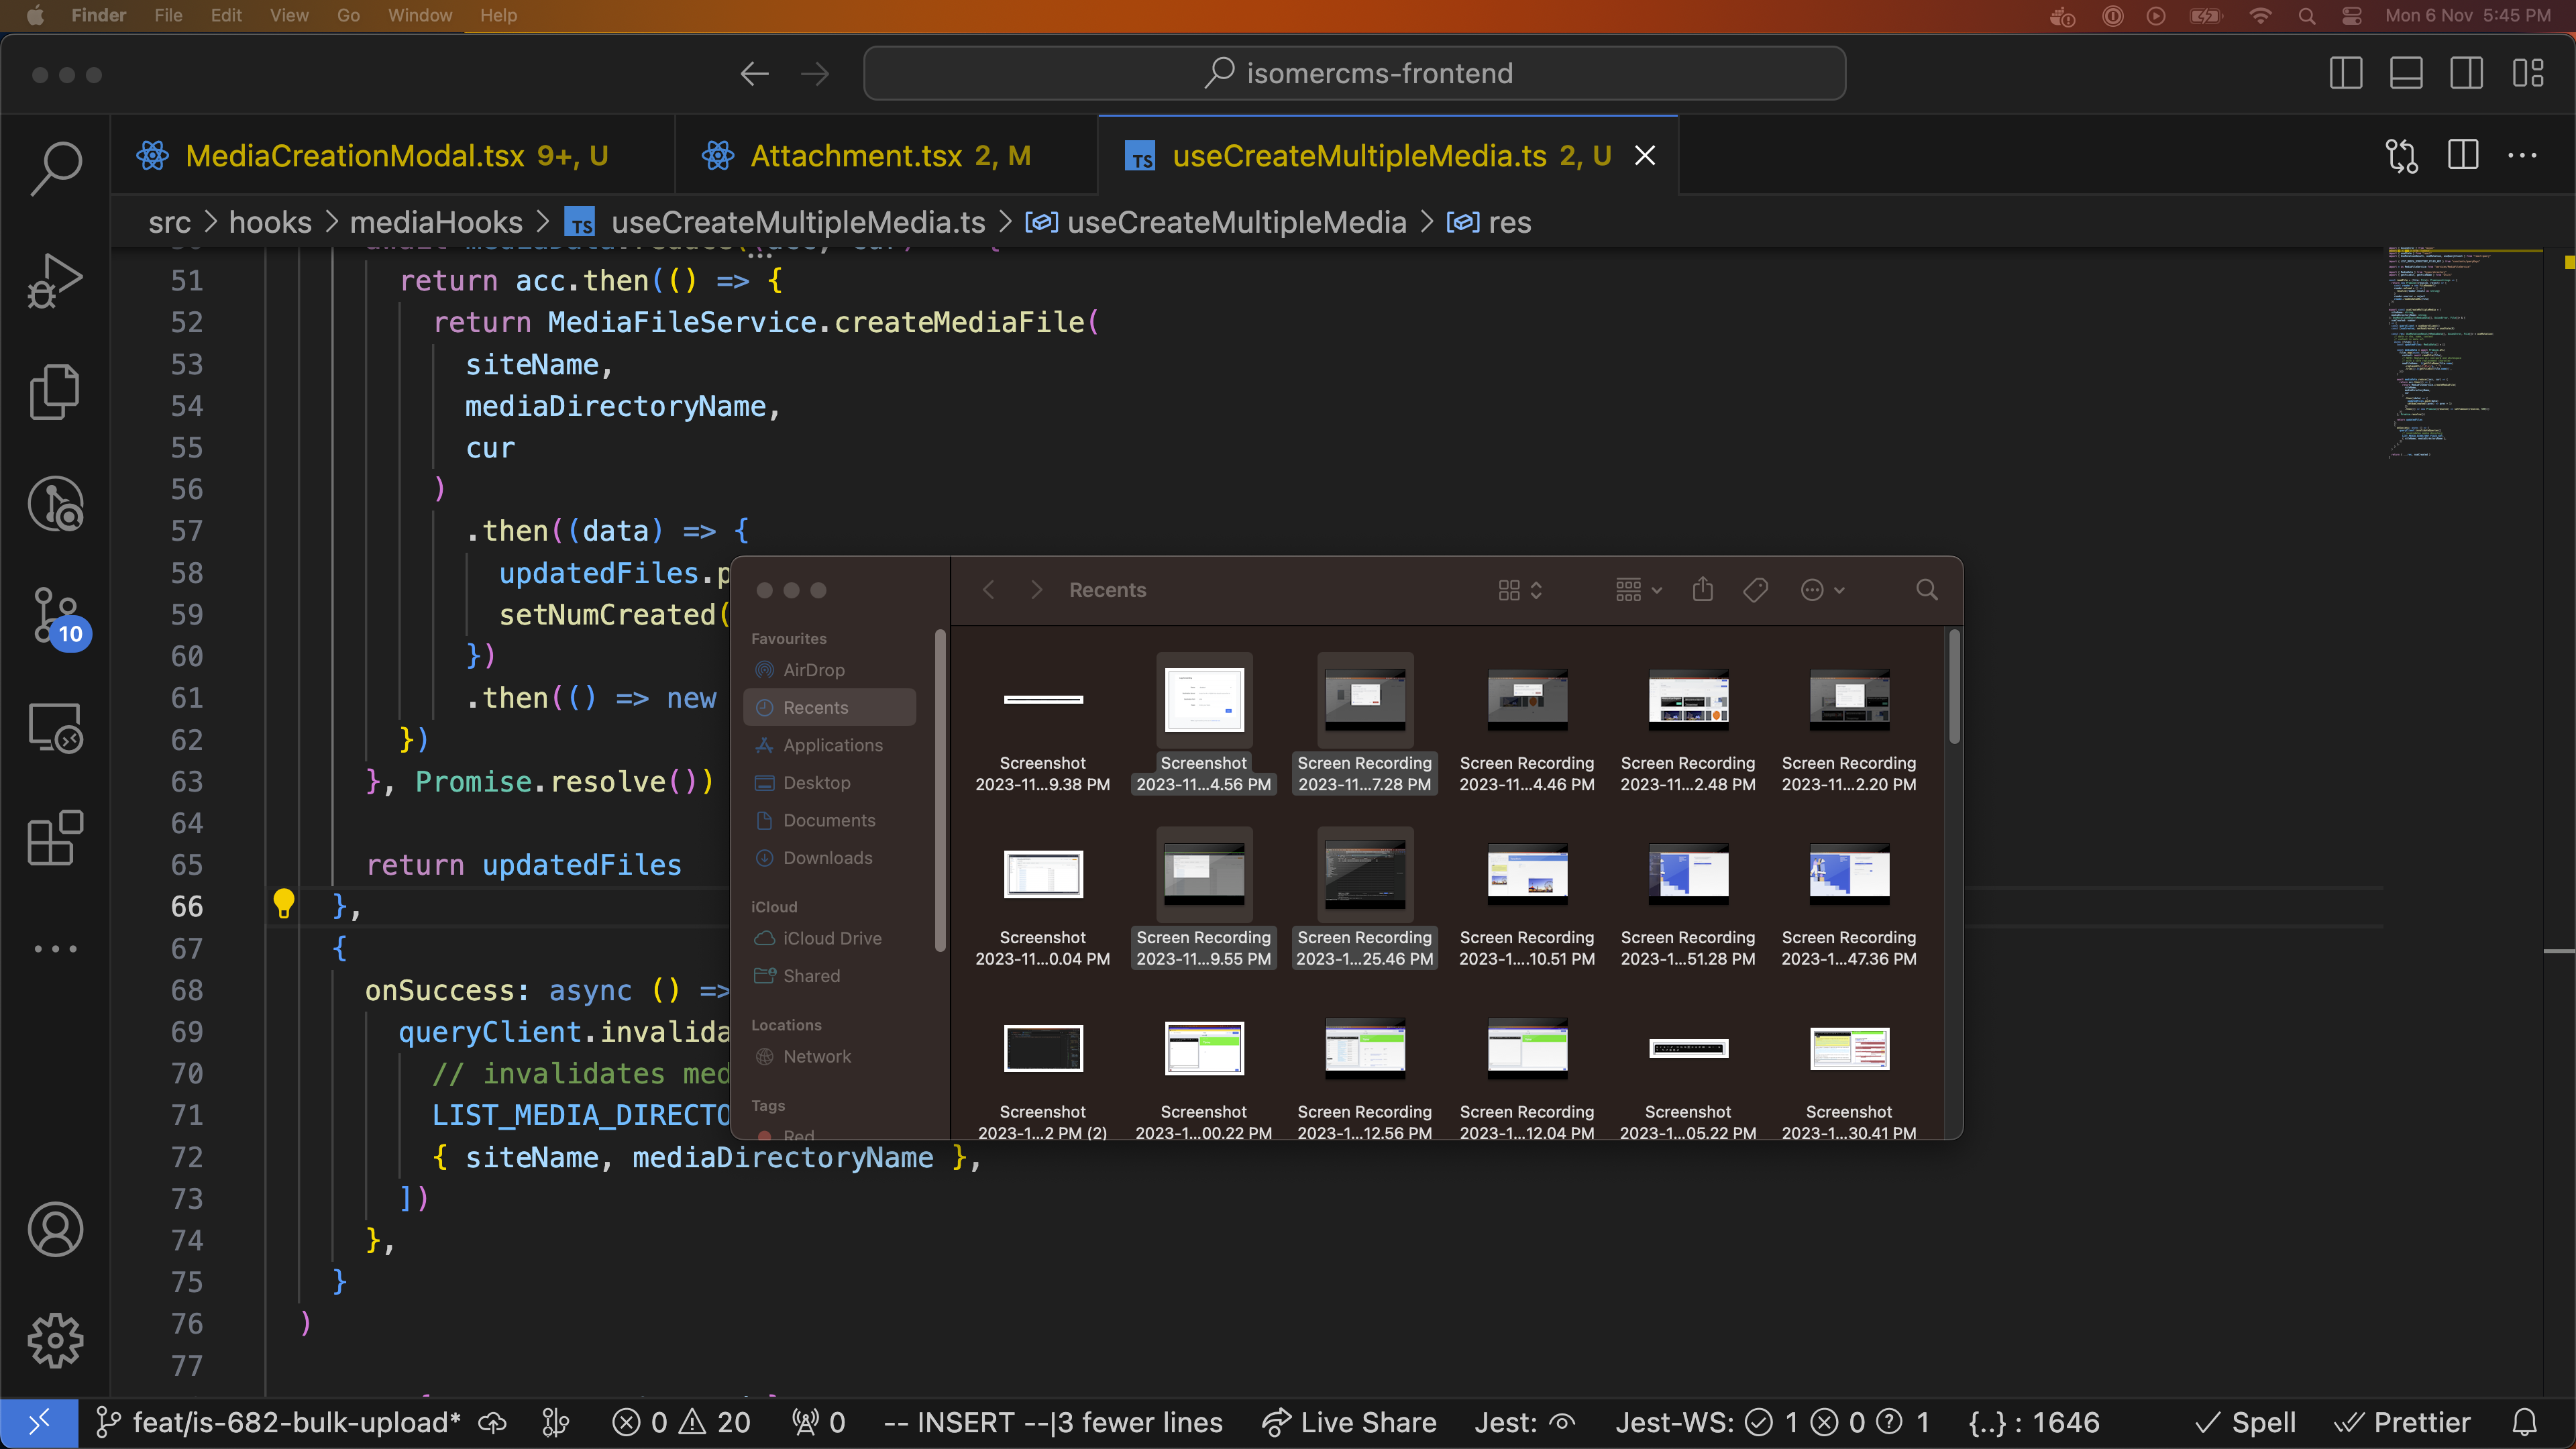 Finder File Edit View Go Window Help
Mon 6 Nov 5:45 PM
isomercms-frontend
MediaCreationModal.tsx 9+, U
Attachment.tsx 2, M
TS useCreateMultipleMedia.ts 2, U
src > hooks > mediaHooks > TS useCreateMultipleMedia.ts > useCreateMultipleMedia > res
51 return acc.then(() => {
52 return MediaFileService.createMediaFile(
53 siteName,
54 mediaDirectoryName,
55 cur
56 )
57 .then((data) => {
58 updatedFiles.p
59 setNumCreated(
60 })
61 .then(() => new
62 })
63 }, Promise.resolve())
64
65 return updatedFiles
66 },
67 {
68 onSuccess: async () =>
69 queryClient.invalida
70 // invalidates med
71 LIST_MEDIA_DIRECTO
72 { siteName, mediaDirectoryName },
73 ])
74 },
75 }
76 )
77
10
Recents
Favourites
AirDrop
Recents
Applications
Desktop
Documents
Downloads
iCloud
iCloud Drive
Shared
Locations
Network
Tags
Red
Screenshot
2023-11...9.38 PM
Screenshot
2023-11...4.56 PM
Screen Recording
2023-11...7.28 PM
Screen Recording
2023-11...4.46 PM
Screen Recording
2023-11...2.48 PM
Screen Recording
2023-11...2.20 PM
Screenshot
2023-11...0.04 PM
Screen Recording
2023-11...9.55 PM
Screen Recording
2023-1...25.46 PM
Screen Recording
2023-1....10.51 PM
Screen Recording
2023-1...51.28 PM
Screen Recording
2023-1...47.36 PM
Screenshot
2023-1...2 PM (2)
Screenshot
2023-1...00.22 PM
Screen Recording
2023-1...12.56 PM
Screen Recording
2023-1...12.04 PM
Screenshot
2023-1...05.22 PM
Screenshot
2023-1...30.41 PM
feat/is-682-bulk-upload* 0 20 0 -- INSERT --|3 fewer lines Live Share Jest: Jest-WS: 1 0 1 {..} : 1646 Spell Prettier